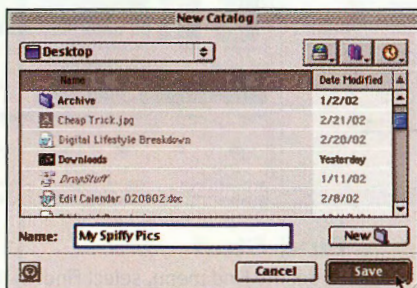 New Catalog
Desktop
Name Date Modified
Archive 1/2/02
Cheap Trick.jpg 2/21/02
Digital Lifestyle Breakdown 2/20/02
Downloads Yesterday
DropStuff 1/11/02
Edit Calendar 020802.doc 2/8/02
Name: My Spiffy Pics New
? Cancel Save